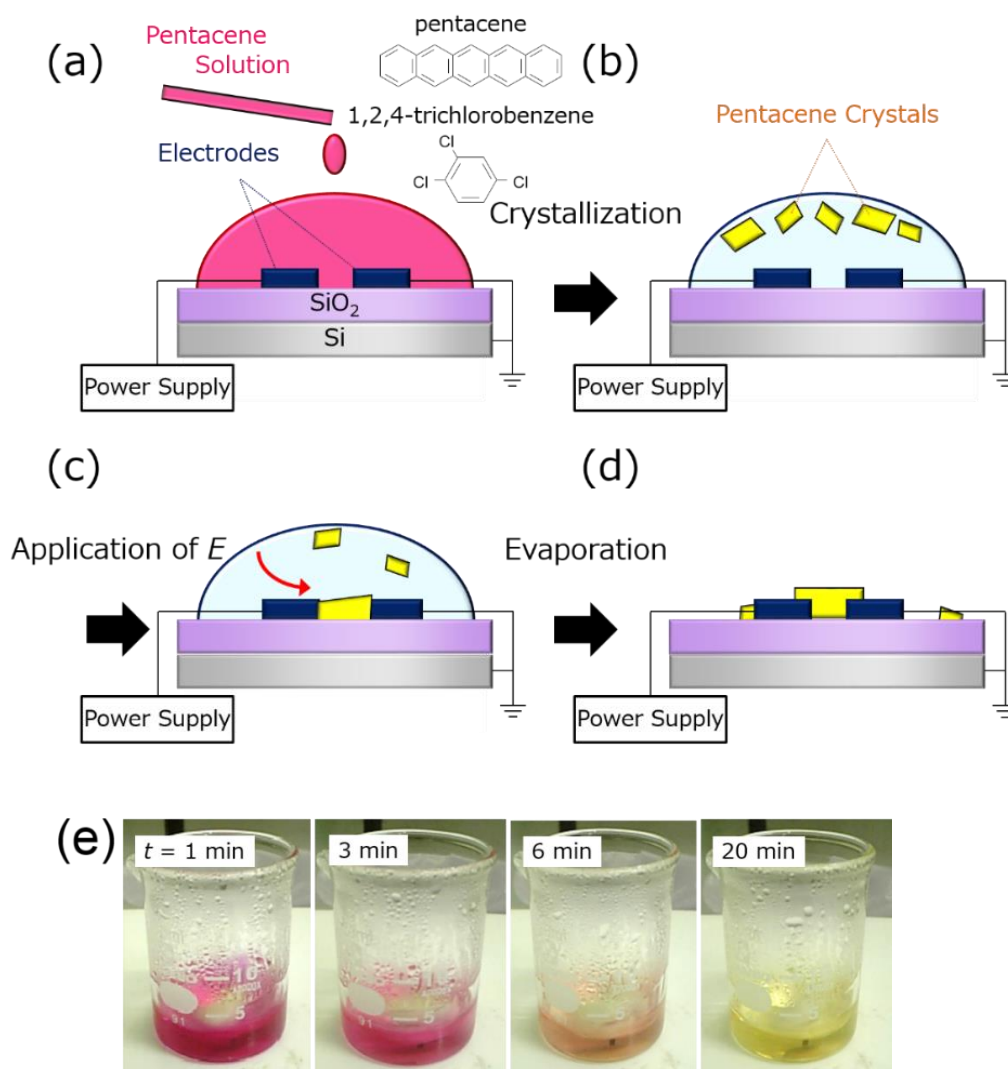 (a)
Pentacene
Solution
pentacene
1,2,4-trichlorobenzene
Cl
Cl
Cl
Electrodes
SiO₂
Si
Power Supply
Crystallization
(b)
Pentacene Crystals
Power Supply
(c)
Application of E
Power Supply
(d)
Evaporation
Power Supply
(e)
t = 1 min
3 min
6 min
20 min
10
5
91
5
5
5